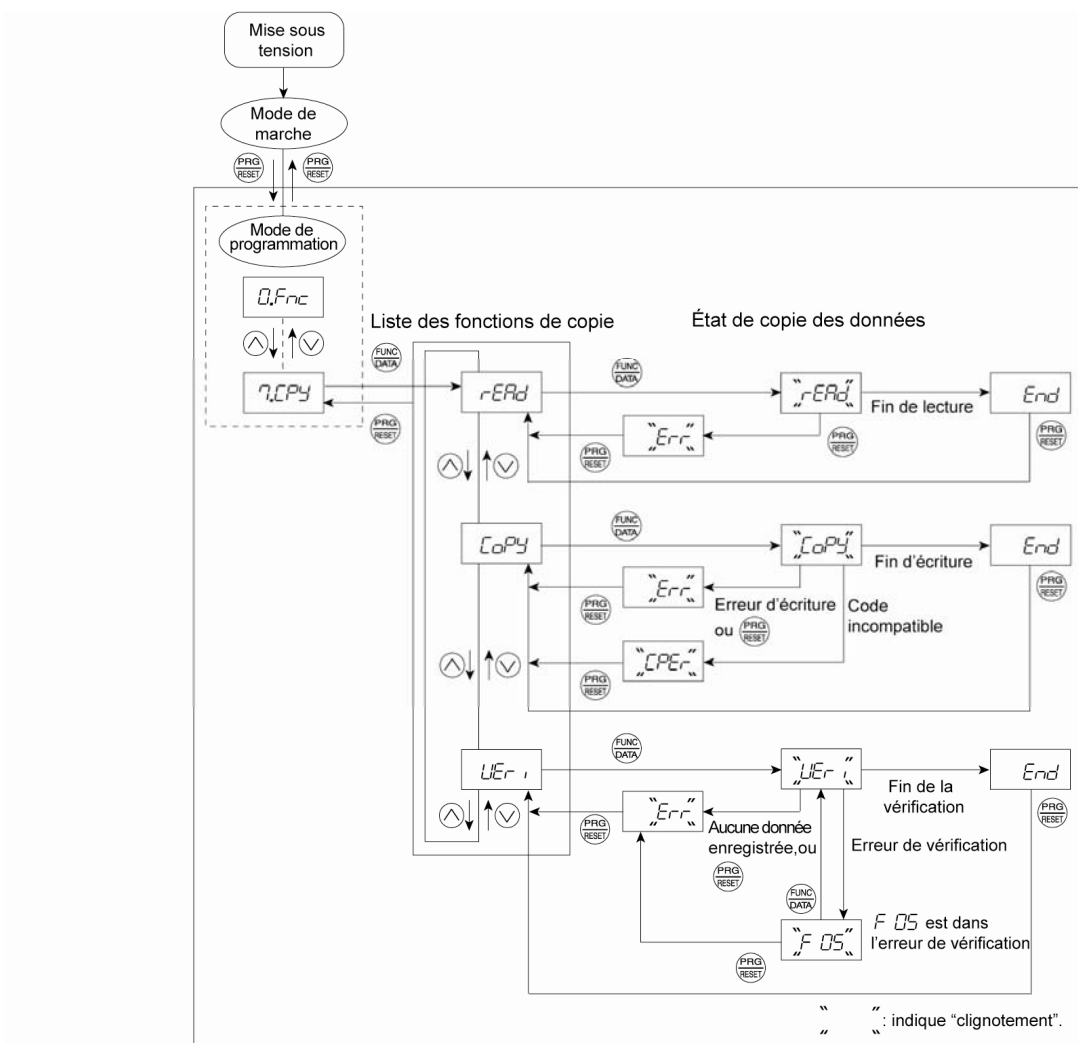 Mise sous
tension
Mode de
marche
PRG
RESET
PRG
RESET
Mode de
programmation
0.Fnc
7.CPY
FUNC
DATA
PRG
RESET
Liste des fonctions de copie
État de copie des données
rEAd
FUNC
DATA
rEAd
Fin de lecture
End
PRG
RESET
Err
PRG
RESET
PRG
RESET
CoPY
FUNC
DATA
CoPY
Fin d'écriture
End
PRG
RESET
Err
PRG
RESET
Erreur d'écriture
ou PRG
RESET
Code
incompatible
CPEr
PRG
RESET
VEri
FUNC
DATA
VEri
Fin de la
vérification
End
PRG
RESET
Err
PRG
RESET
Aucune donnée
enregistrée,ou
PRG
RESET
Erreur de vérification
FUNC
DATA
F 05
F 05 est dans
l'erreur de vérification
PRG
RESET
: indique “clignotement”.